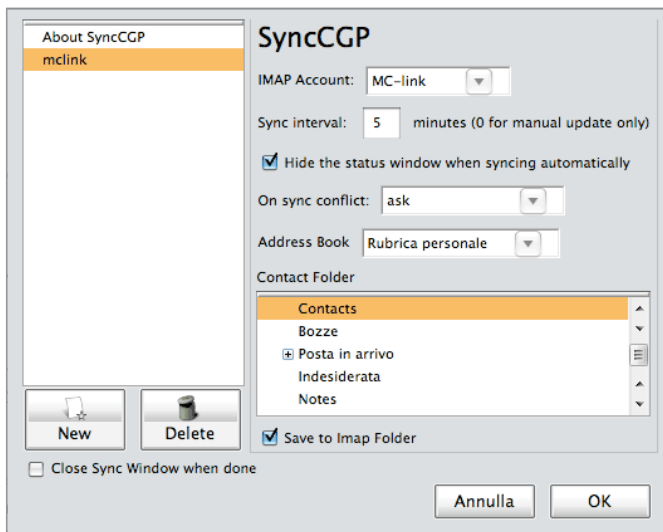 About SyncCGP
mclink
New
Delete
Close Sync Window when done
SyncCGP
IMAP Account: MC-link
Sync interval: 5 minutes (0 for manual update only)
Hide the status window when syncing automatically
On sync conflict: ask
Address Book Rubrica personale
Contact Folder
Contacts
Bozze
Posta in arrivo
Indesiderata
Notes
Save to Imap Folder
Annulla
OK